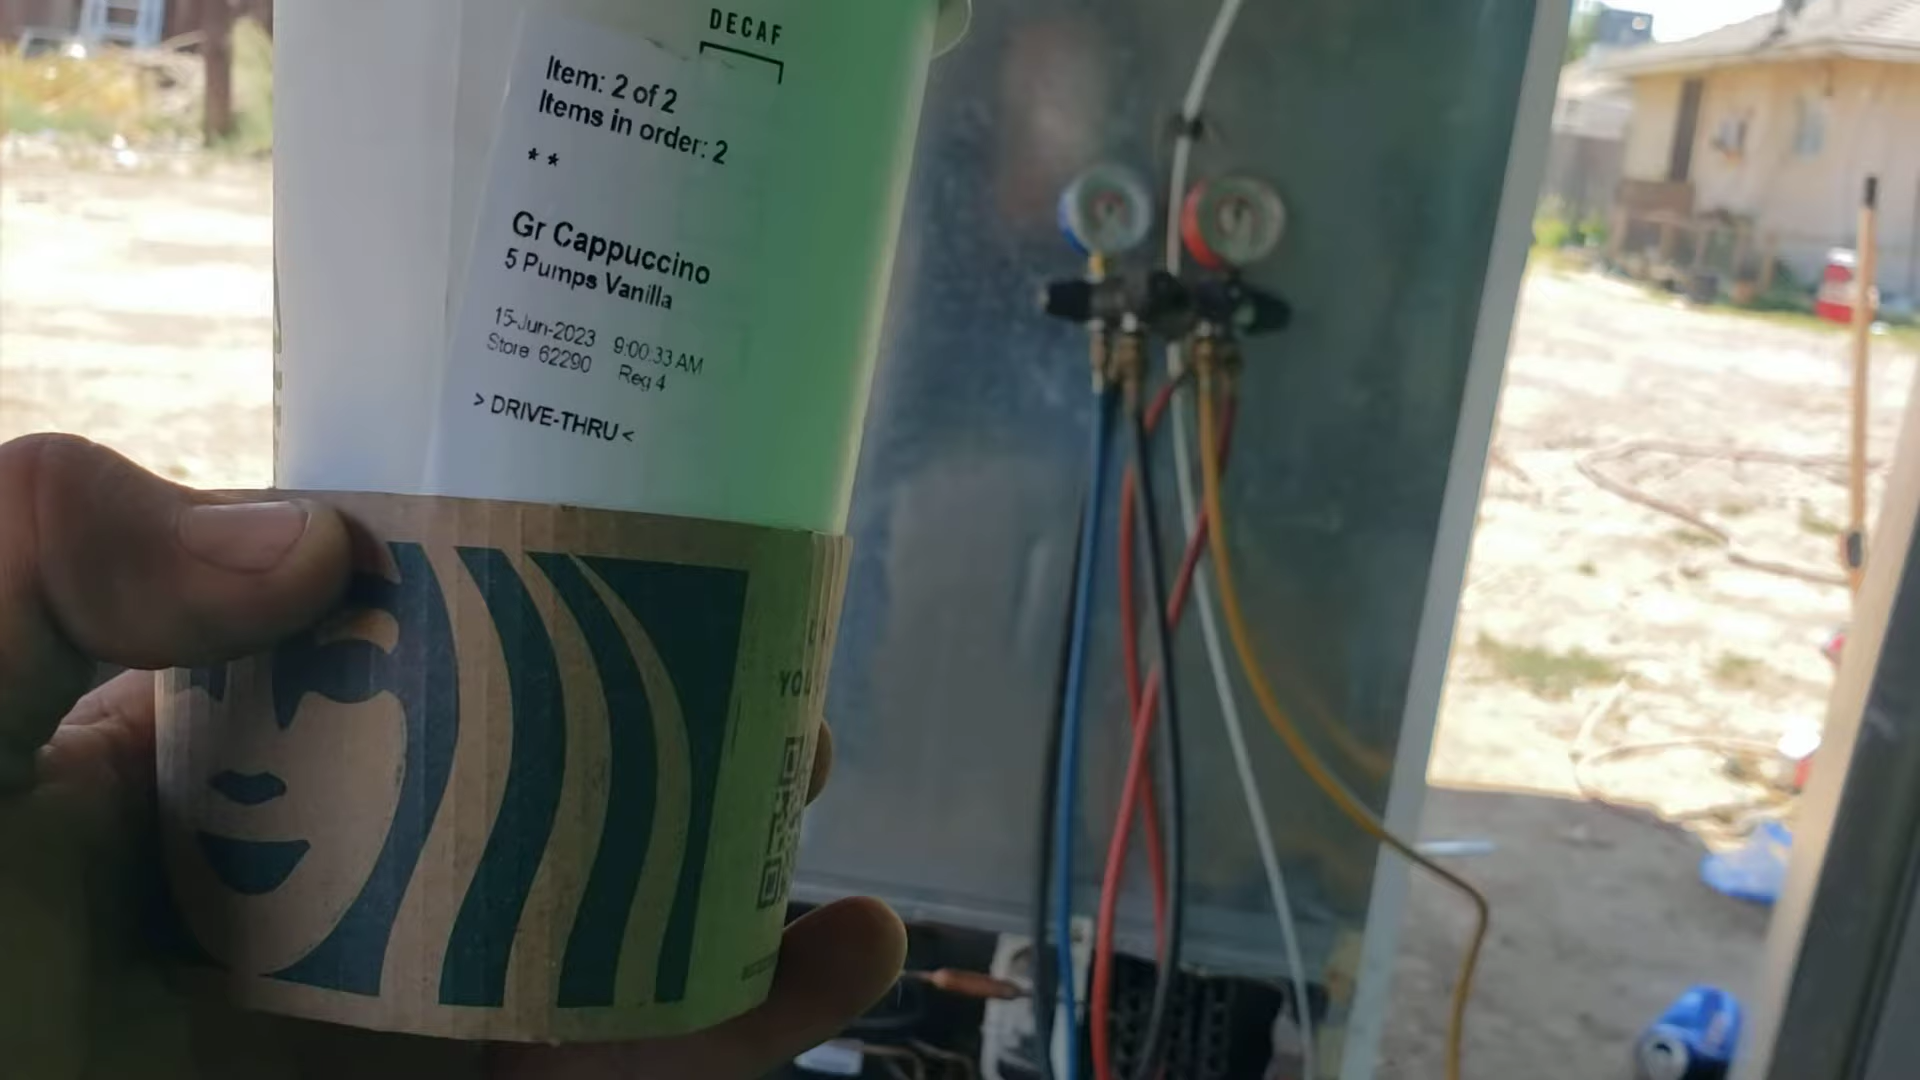 DECAF
Item: 2 of 2
Items in order: 2
* *
Gr Cappuccino
5 Pumps Vanilla
15-Jun-2023 9:00:33 AM
Store 62290 Reg 4
> DRIVE-THRU <